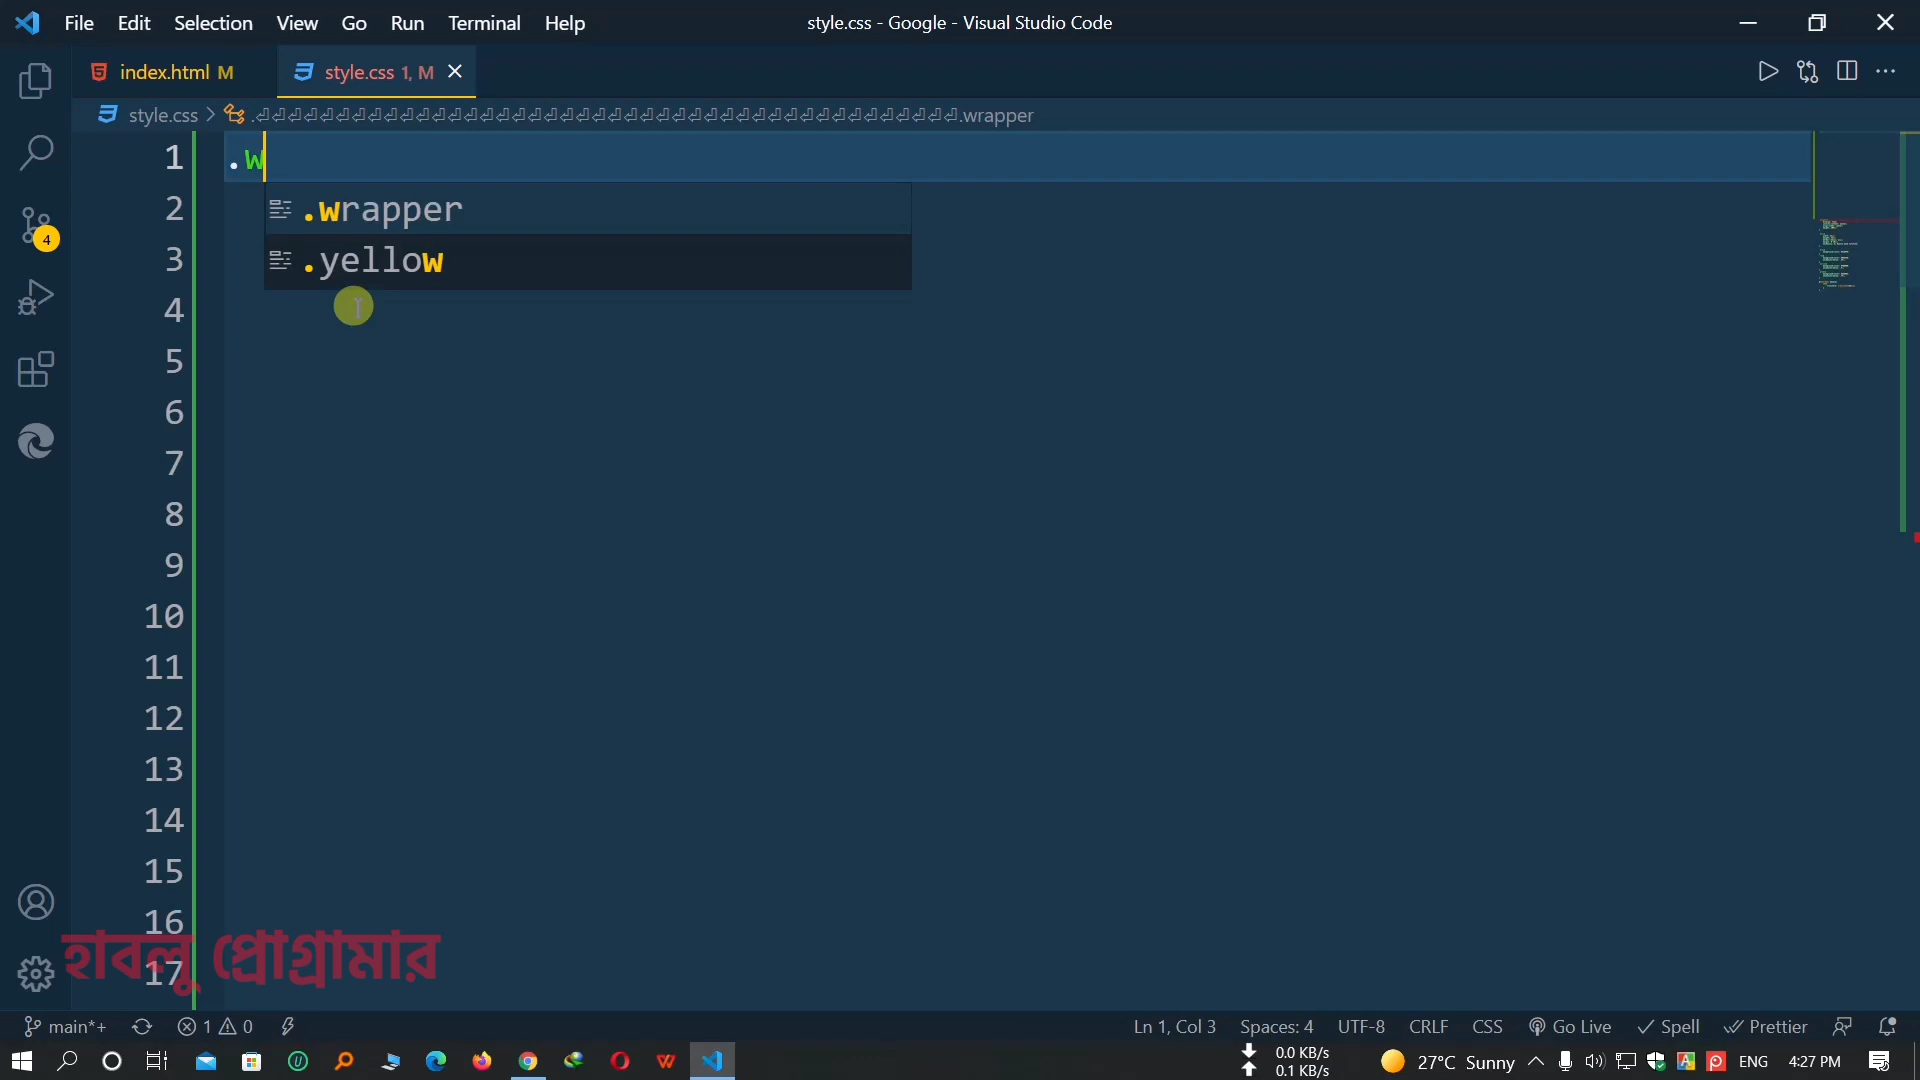 File Edit Selection View Go Run Terminal Help
style.css - Google - Visual Studio Code
index.html M
style.css 1, M
style.css > .⏎⏎⏎⏎⏎⏎⏎⏎⏎⏎⏎⏎⏎⏎⏎⏎⏎⏎⏎⏎⏎⏎⏎⏎⏎⏎⏎⏎⏎⏎⏎⏎⏎⏎⏎⏎⏎⏎⏎⏎⏎⏎⏎⏎.wrapper
1 .w
2 .wrapper
3 .yellow
4
5
6
7
8
9
10
11
12
13
14
15
16
17
হাবলু প্রোগ্রামার
4
main*+ 1 0 Ln 1, Col 3 Spaces: 4 UTF-8 CRLF CSS Go Live Spell Prettier
0.0 KB/s
0.1 KB/s
27°C Sunny ENG 4:27 PM